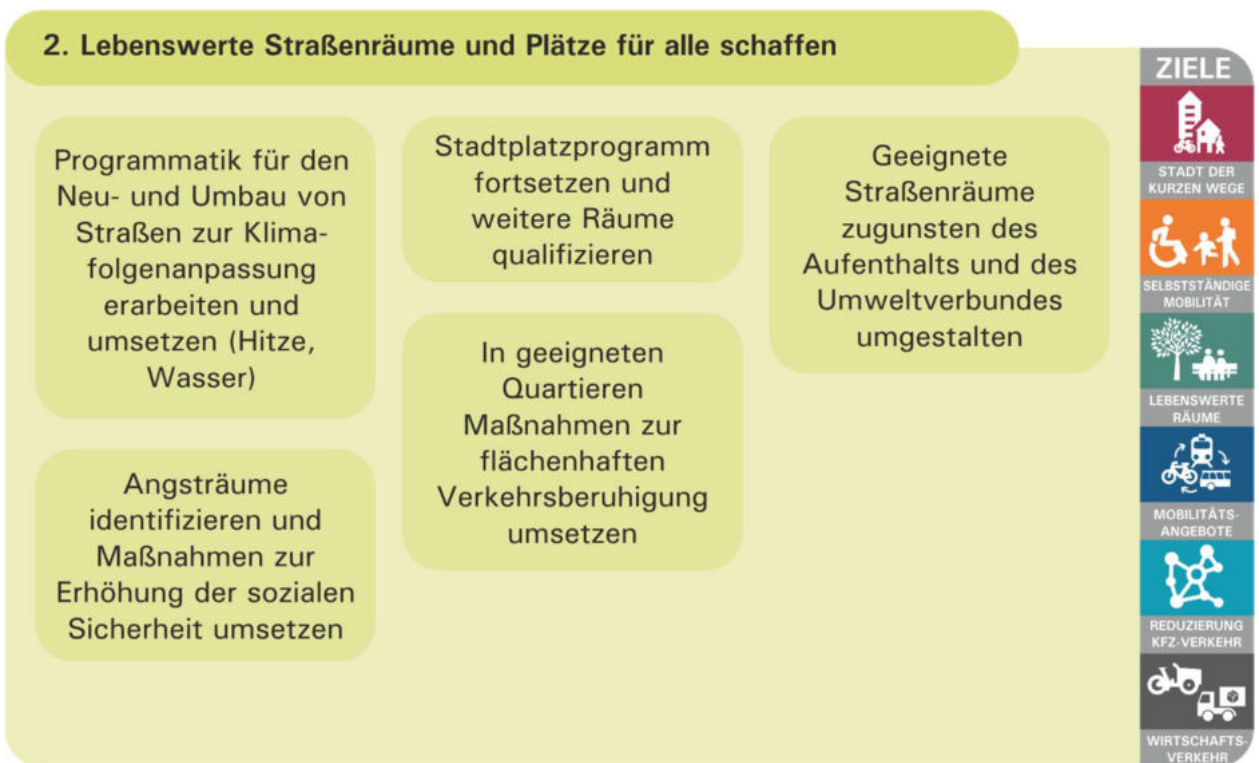 2. Lebenswerte Straßenräume und Plätze für alle schaffen
Programmatik für den
Neu- und Umbau von
Straßen zur Klima-
folgenanpassung
erarbeiten und
umsetzen (Hitze,
Wasser)
Angsträume
identifizieren und
Maßnahmen zur
Erhöhung der sozialen
Sicherheit umsetzen
Stadtplatzprogramm
fortsetzen und
weitere Räume
qualifizieren
In geeigneten
Quartieren
Maßnahmen zur
flächenhaften
Verkehrsberuhigung
umsetzen
Geeignete
Straßenräume
zugunsten des
Aufenthalts und des
Umweltverbundes
umgestalten
ZIELE
STADT DER
KURZEN WEGE
SELBSTSTÄNDIGE
MOBILITÄT
LEBENSWERTE
RÄUME
MOBILITÄTS-
ANGEBOTE
REDUZIERUNG
KFZ-VERKEHR
WIRTSCHAFTS-
VERKEHR